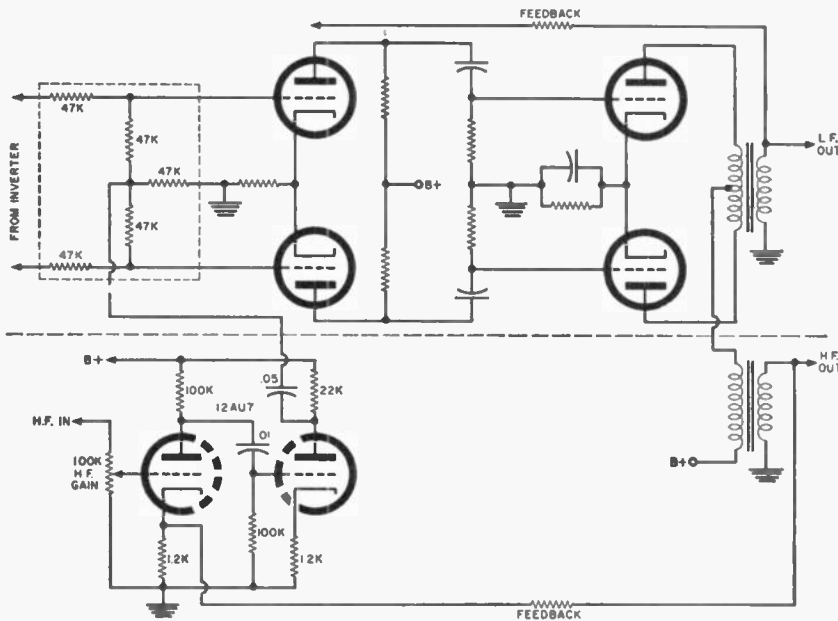 FEEDBACK
47K
47K
47K
47K
47K
FROM INVERTER
B+
L.F. OUT
B+
100K
.05
22K
12AU7
.01
H.F. IN
100K
H.F.
GAIN
100K
1.2K
1.2K
H.F. OUT
B+
FEEDBACK